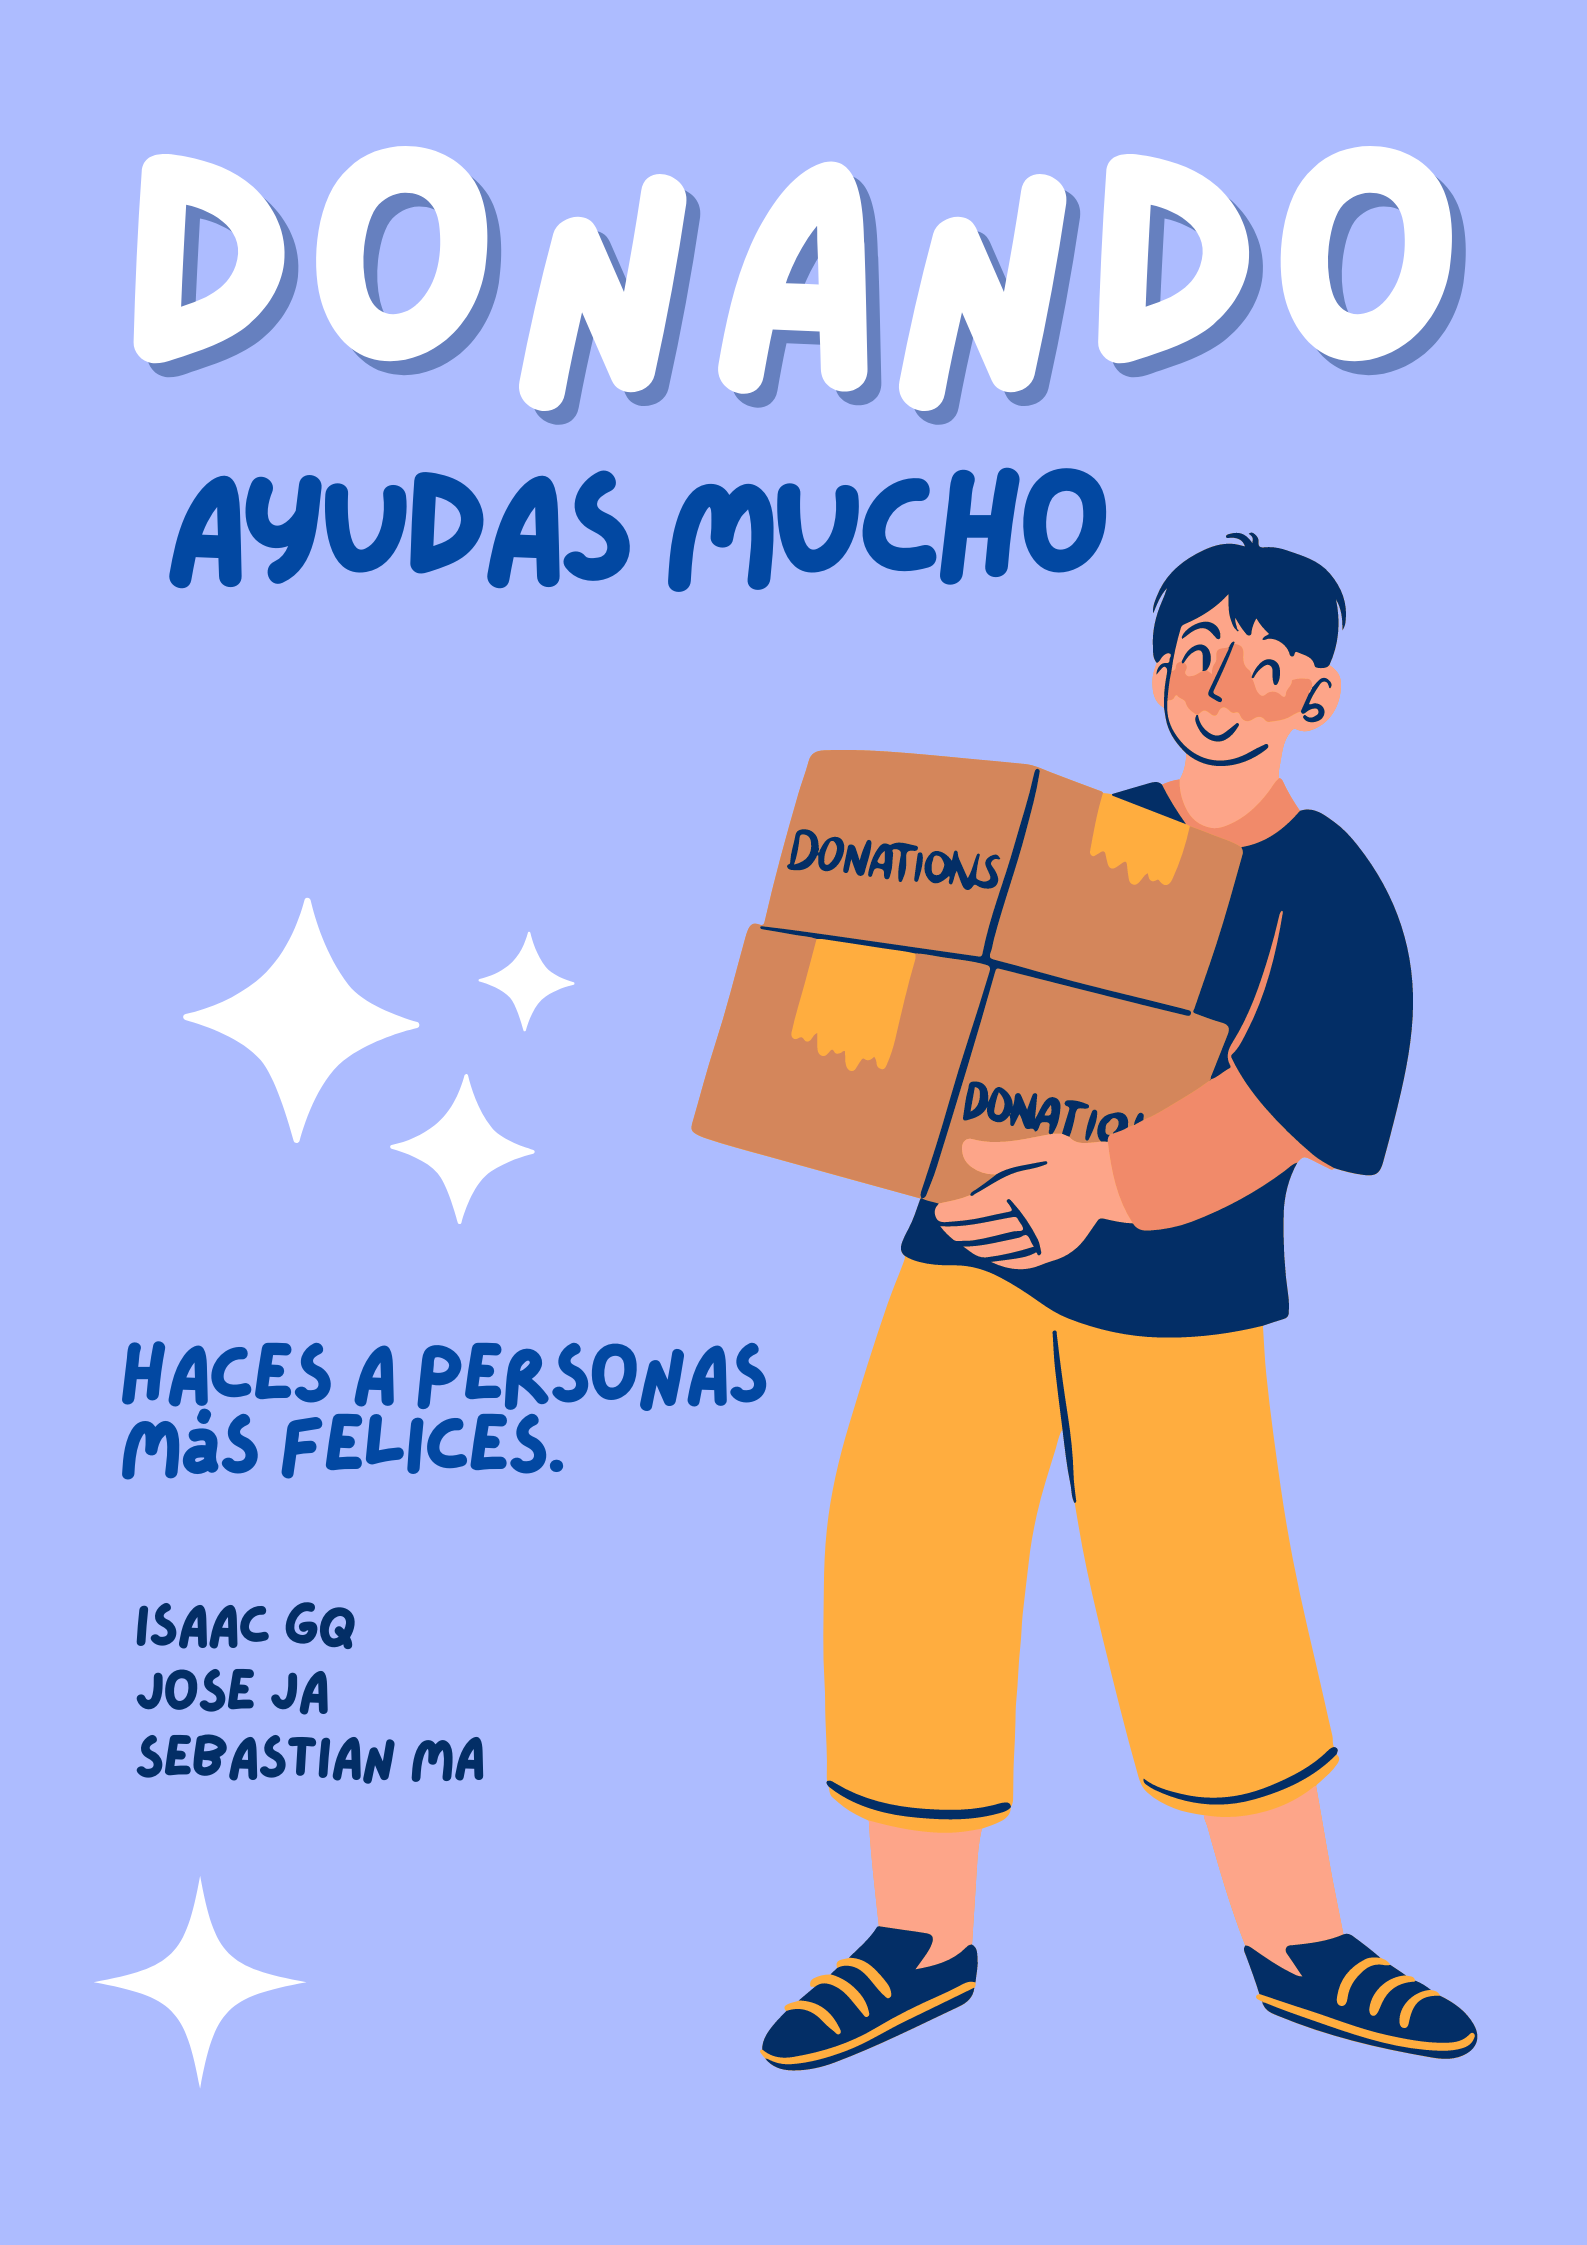 DONANDO
AYUDAS MUCHO
DONATIONS
HACES A PERSONAS
MáS FELICES.
ISAAC GQ
JOSE JA
SEBASTIAN MA